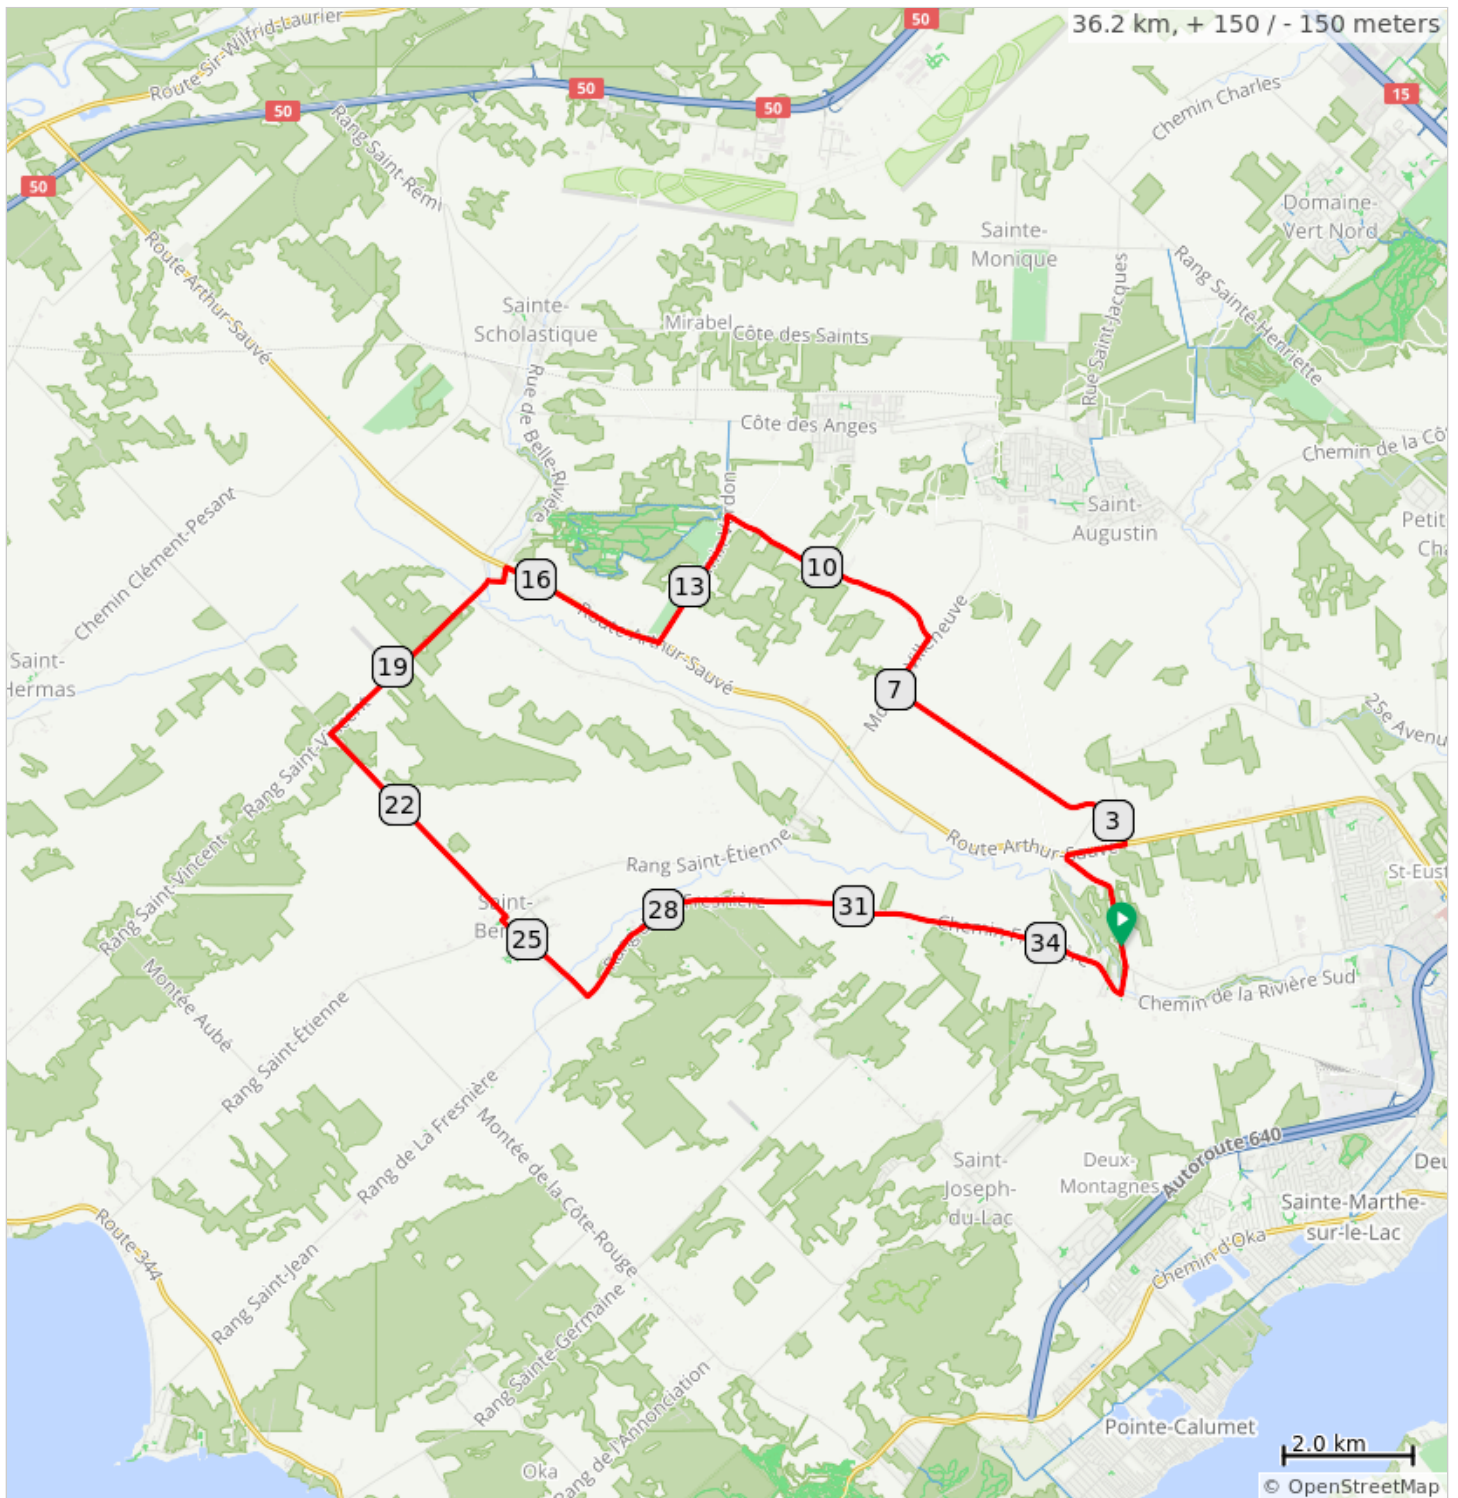 36.2 km, + 150 / - 150 meters
50
Route Sir-Wilfrid-Laurier
50
50
50
15
50
Chemin Charles
Rang Saint-Rémi
Domaine-
Vert Nord
Sainte-
Monique
Route Arthur-Sauvé
Rue Saint-Jacques
Rang Sainte-Henriette
Sainte-
Scholastique
Mirabel
Côte des Saints
Rue de Belle-Rivière
Côte des Anges
Chemin de la Cô
Chemin Clément-Pesant
Saint-
Augustin
Petit
Cha
10
16
13
Route Arthur-Sauvé
Saint-
Hermas
19
7
25e Avenu
Rang Saint-Vincent
22
3
Route Arthur-Sauvé
Rang Saint-Étienne
St-Eust
Rang Saint-Vincent
Saint-
Be
25
28
31
Chemin
34
Chemin de la Rivière Sud
Montée Aubé
Rang Saint-Étienne
Rang de La Fresnière
Montée de la Côte-Rouge
Autoroute 640
Saint-
Joseph-
du-Lac
Deux-
Montagnes
Deu
Sainte-Marthe-
sur-le-Lac
Route 344
Rang Saint-Jean
Chemin d'Oka
Rang Sainte-Germaine
Rang de l'Annonciation
Oka
Pointe-Calumet
2.0 km
© OpenStreetMap